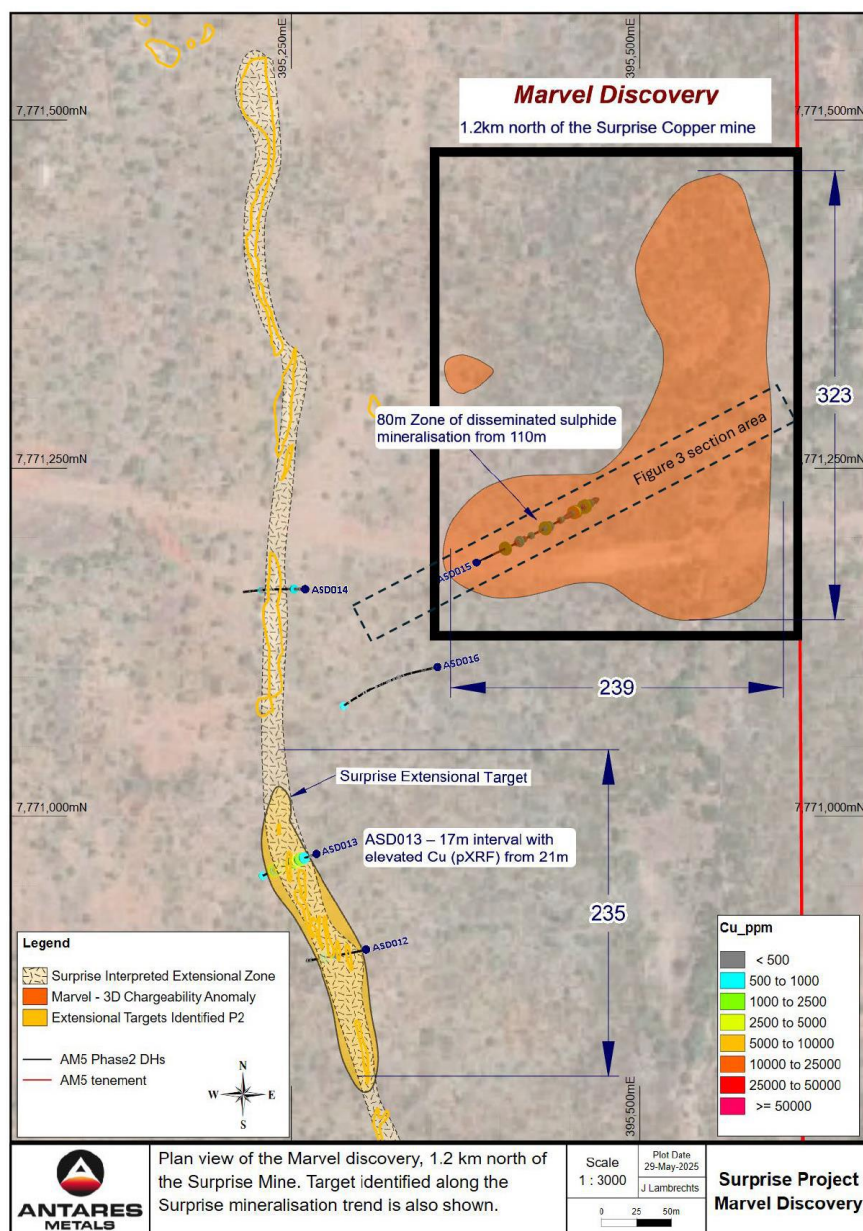 395,250mE
395,500mE
7,771,500mN
7,771,500mN
Marvel Discovery
1.2km north of the Surprise Copper mine
323
80m Zone of disseminated sulphide
mineralisation from 110m
Figure 3 section area
7,771,250mN
7,771,250mN
ASD015
ASD014
ASD016
239
Surprise Extensional Target
7,771,000mN
7,771,000mN
ASD013
ASD013 – 17m interval with
elevated Cu (pXRF) from 21m
235
ASD012
395,250mE
395,500mE
Legend
Surprise Interpreted Extensional Zone
Marvel - 3D Chargeability Anomaly
Extensional Targets Identified P2
AM5 Phase2 DHs
AM5 tenement
N
W
E
S
Cu_ppm
< 500
500 to 1000
1000 to 2500
2500 to 5000
5000 to 10000
10000 to 25000
25000 to 50000
>= 50000
ANTARES
METALS
Plan view of the Marvel discovery, 1.2 km north of
the Surprise Mine. Target identified along the
Surprise mineralisation trend is also shown.
Scale
1 : 3000
Plot Date
29-May-2025
J Lambrechts
0 25 50m
Surprise Project
Marvel Discovery